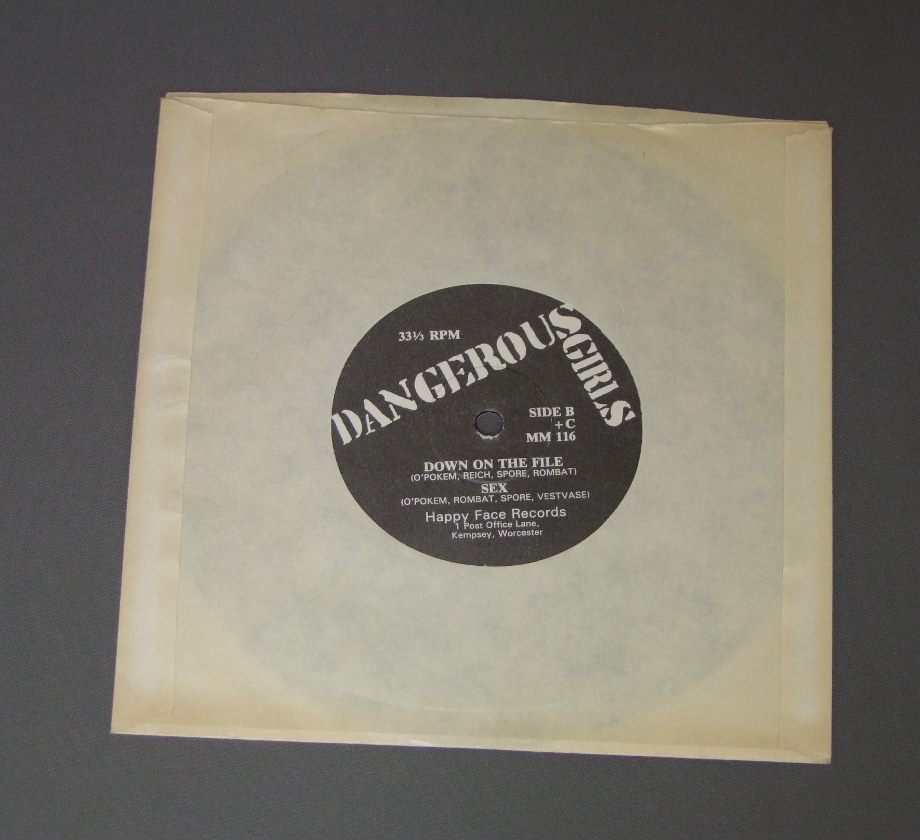 33⅓ RPM
DANGEROUS
GIRLS
SIDE B
+ C
MM 116
DOWN ON THE FILE
(O'POKEM, REICH, SPORE, ROMBAT)
SEX
(O'POKEM, ROMBAT, SPORE, VESTVASE)
Happy Face Records
1 Post Office Lane,
Kempsey, Worcester